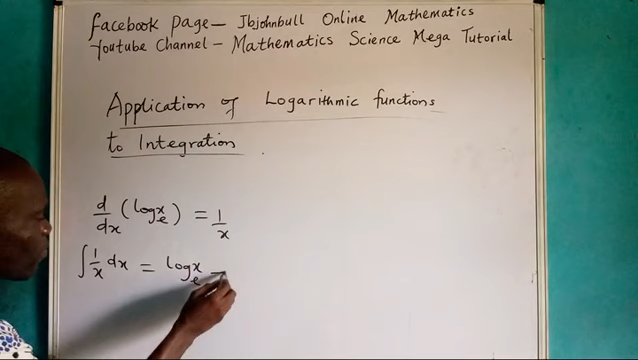 Facebook Page – Jbjohnbull Online Mathematics
Youtube Channel – Mathematics Science Mega Tutorial
Application of Logarithmic functions
to Integration
d/dx (logₑx) = 1/x
∫ 1/x dx = logₑx